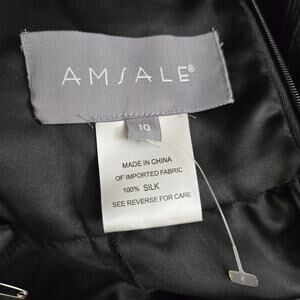 AMSALE®
10
MADE IN CHINA
OF IMPORTED FABRIC
100% SILK
SEE REVERSE FOR CARE